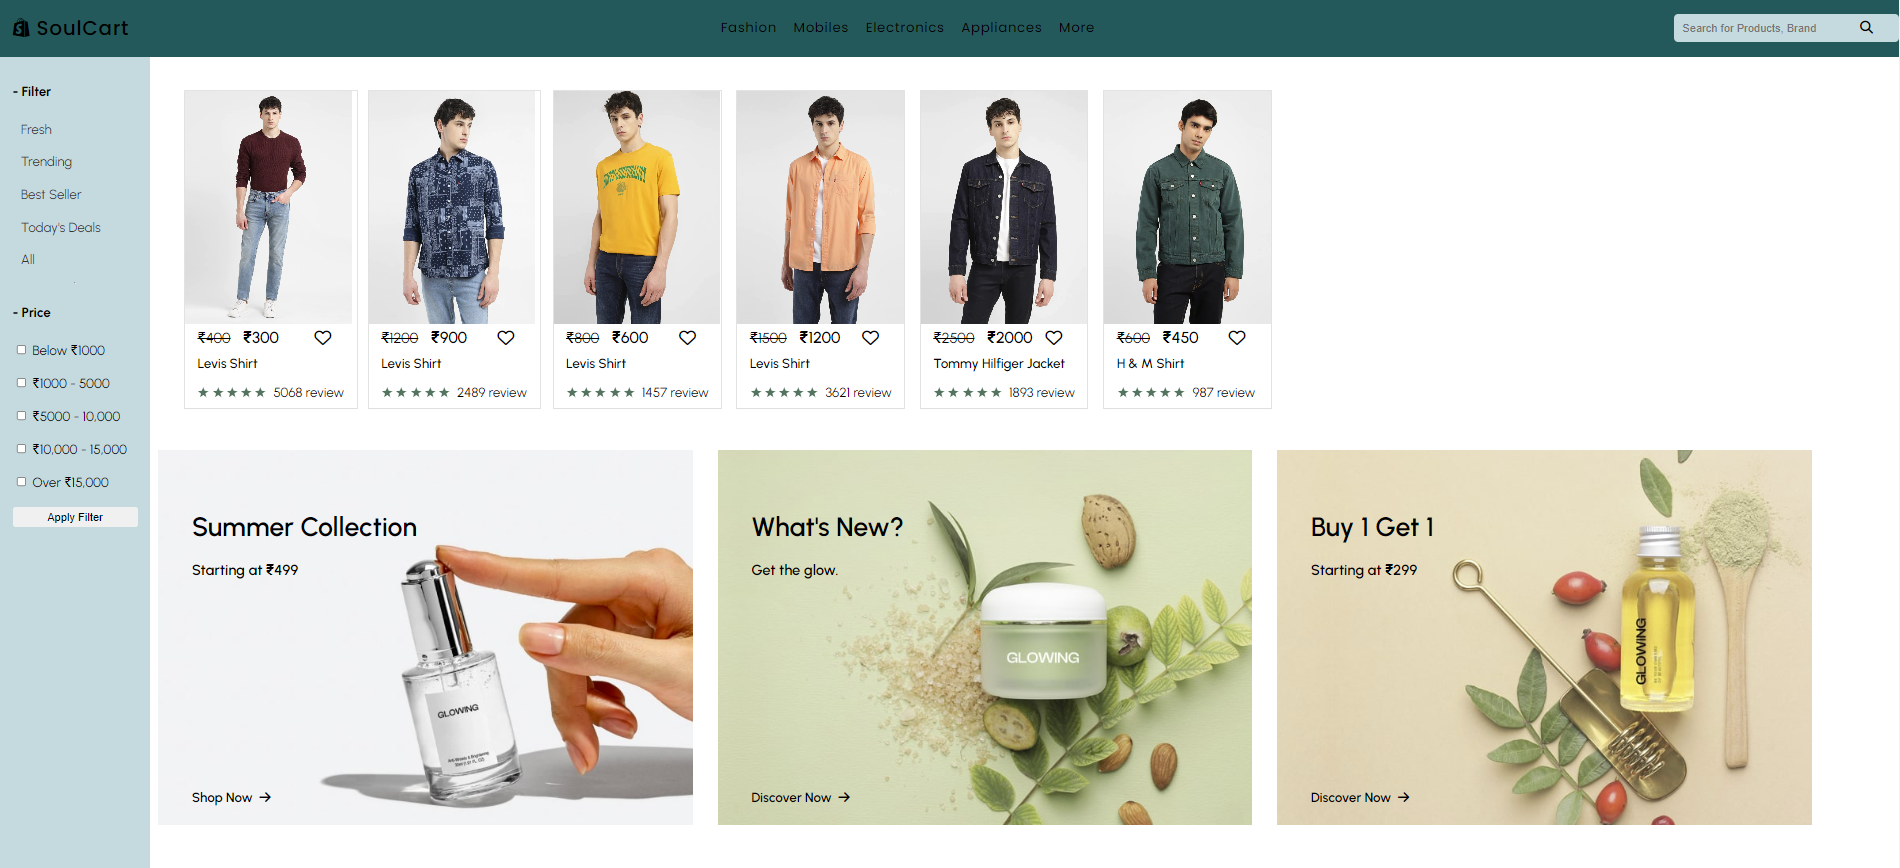 SoulCart
Fashion Mobiles Electronics Appliances More
Search for Products, Brand
- Filter
Fresh
Trending
Best Seller
Today's Deals
All
- Price
Below ₹1000
₹1000 - 5000
₹5000 - 10,000
₹10,000 - 15,000
Over ₹15,000
Apply Filter
₹400 ₹300
Levis Shirt
★★★★★ 5068 review
₹1200 ₹900
Levis Shirt
★★★★★ 2489 review
₹800 ₹600
Levis Shirt
★★★★★ 1457 review
₹1500 ₹1200
Levis Shirt
★★★★★ 3621 review
₹2500 ₹2000
Tommy Hilfiger Jacket
★★★★★ 1893 review
₹600 ₹450
H & M Shirt
★★★★★ 987 review
Summer Collection
Starting at ₹499
GLOWING
Shop Now →
What's New?
Get the glow.
GLOWING
Discover Now →
Buy 1 Get 1
Starting at ₹299
GLOWING
Discover Now →